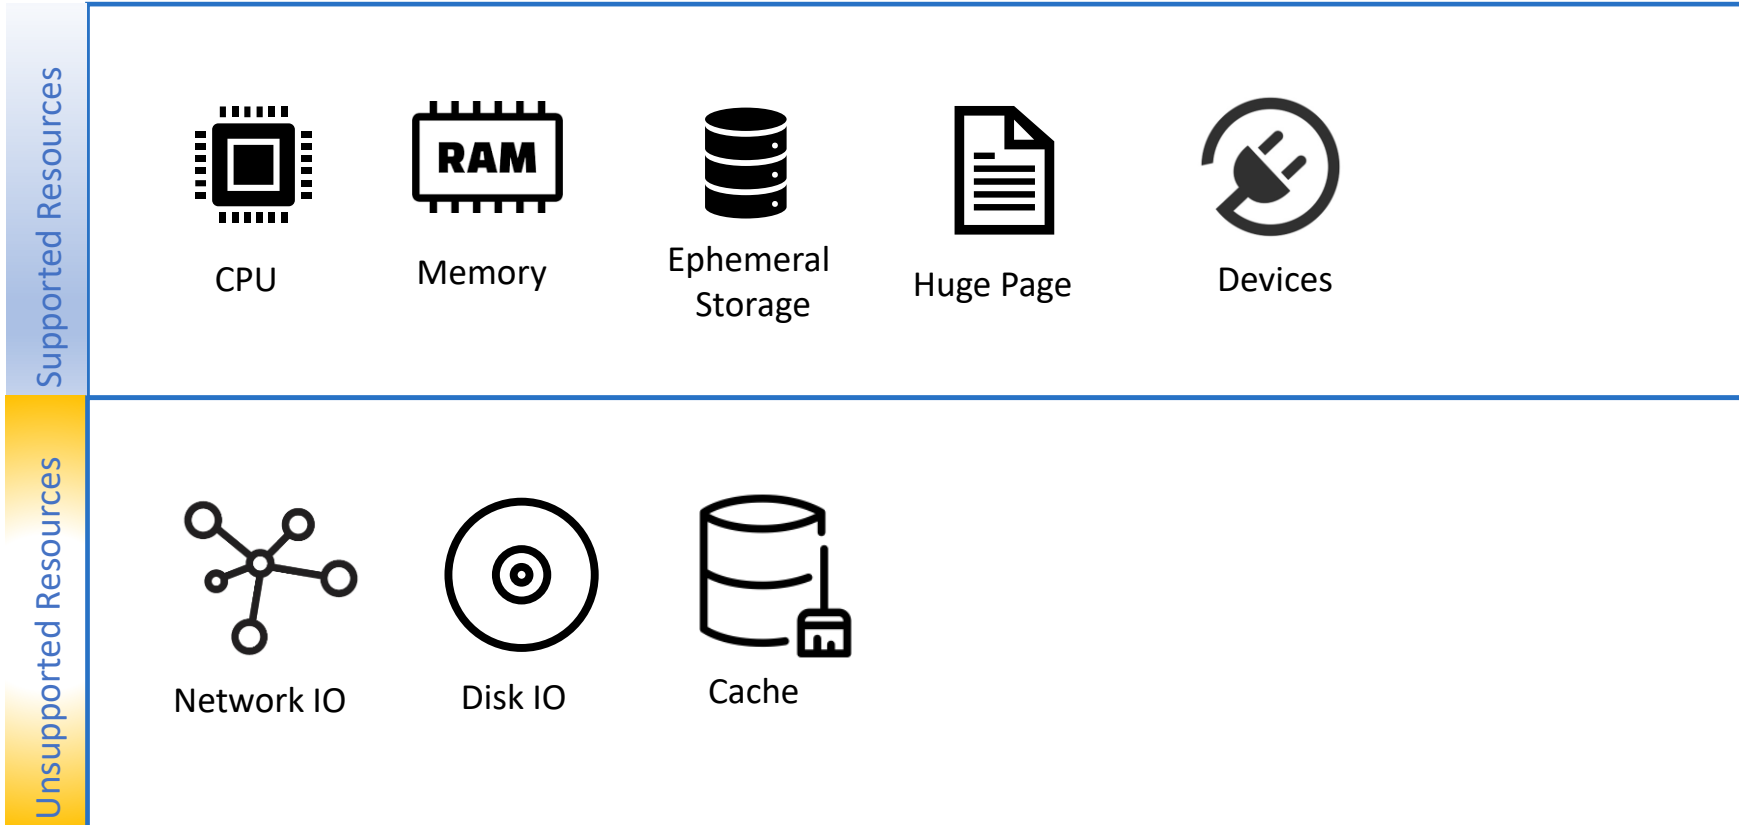 Supported Resources
RAM
CPU
Memory
Ephemeral
Storage
Huge Page
Devices
Unsupported Resources
Network IO
Disk IO
Cache